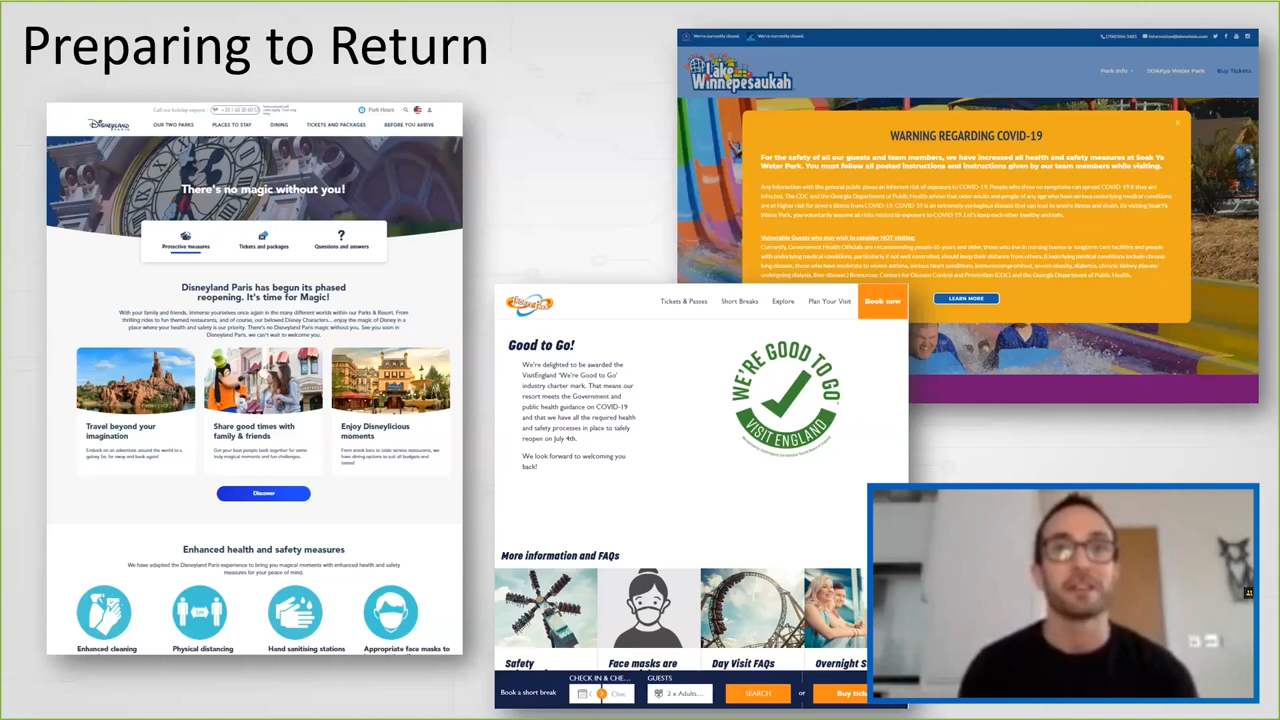 Preparing to Return
Call our holiday experts :
Park Hours
DISNEYLAND
PARIS
OUR TWO PARKS
PLACES TO STAY
DINING
TICKETS AND PACKAGES
BEFORE YOU ARRIVE
There's no magic without you!
Protective measures
Tickets and packages
Questions and answers
Disneyland Paris has begun its phased
reopening. It's time for Magic!
With your family and friends, immerse yourselves once again in the many different worlds within our Parks & Resort. From
thrilling rides to fun themed restaurants, and of course, our beloved Disney Characters... enjoy the magic of Disney in a
place where your health and safety is our priority. There's no Disneyland Paris magic without you. See you soon in
Disneyland Paris, we can't wait to welcome you.
Travel beyond your
imagination
Embark on an adventure around the world to a
galaxy far, far away and back again!
Share good times with
family & friends
Get your best people back together for some
truly magical moments and fun challenges.
Enjoy Disneylicious
moments
From snack bars to table service restaurants, we
have dining options to suit all budgets and
tastes!
Discover
Enhanced health and safety measures
We have adapted the Disneyland Paris experience to bring you magical moments with enhanced health and safety
measures for your peace of mind.
1m
Enhanced cleaning
Physical distancing
Hand sanitising stations
Appropriate face masks to
We're currently closed.
We're currently closed.
Lake
Winnepesaukah
Park Info
SOAKya Water Park
Buy Tickets
WARNING REGARDING COVID-19
×
For the safety of all our guests and team members, we have increased all health and safety measures at Soak Ya
Water Park. You must follow all posted instructions and instructions given by our team members while visiting.
Any interaction with the general public poses an inherent risk of exposure to COVID-19. People who show no symptoms can spread COVID-19 if they are
infected. The CDC and the Georgia Department of Public Health advise that older adults and people of any age who have serious underlying medical conditions
are at higher risk for severe illness from COVID-19. COVID-19 is an extremely contagious disease that can lead to severe illness and death. By visiting SoakYa
Water Park, you voluntarily assume all risks related to exposure to COVID-19. Let's keep each other healthy and safe.
Vulnerable Guests who may wish to consider NOT visiting:
Currently, Government Health Officials are recommending people 65 years and older, those who live in nursing homes or longterm care facilities and people
with underlying medical conditions, particularly if not well controlled, should keep their distance from others. (Underlying medical conditions include chronic
lung disease, those who have moderate to severe asthma, serious heart conditions, immunocompromised, severe obesity, diabetes, chronic kidney disease
undergoing dialysis, liver disease.) Resources: Centers for Disease Control and Prevention (CDC) and the Georgia Department of Public Health.
LEARN MORE
Tickets & Passes
Short Breaks
Explore
Plan Your Visit
Book now
Good to Go!
We're delighted to be awarded the
VisitEngland 'We're Good to Go'
industry charter mark. That means our
resort meets the Government and
public health guidance on COVID-19
and that we have all the required health
and safety processes in place to safely
reopen on July 4th.
We look forward to welcoming you
back!
WE'RE GOOD TO GO
VISIT ENGLAND
More information and FAQs
Safety
Face masks are
Day Visit FAQs
Overnight S
Book a short break
CHECK IN & CHE...
Chec
GUESTS
2 x Adults...
SEARCH
or
Buy tick